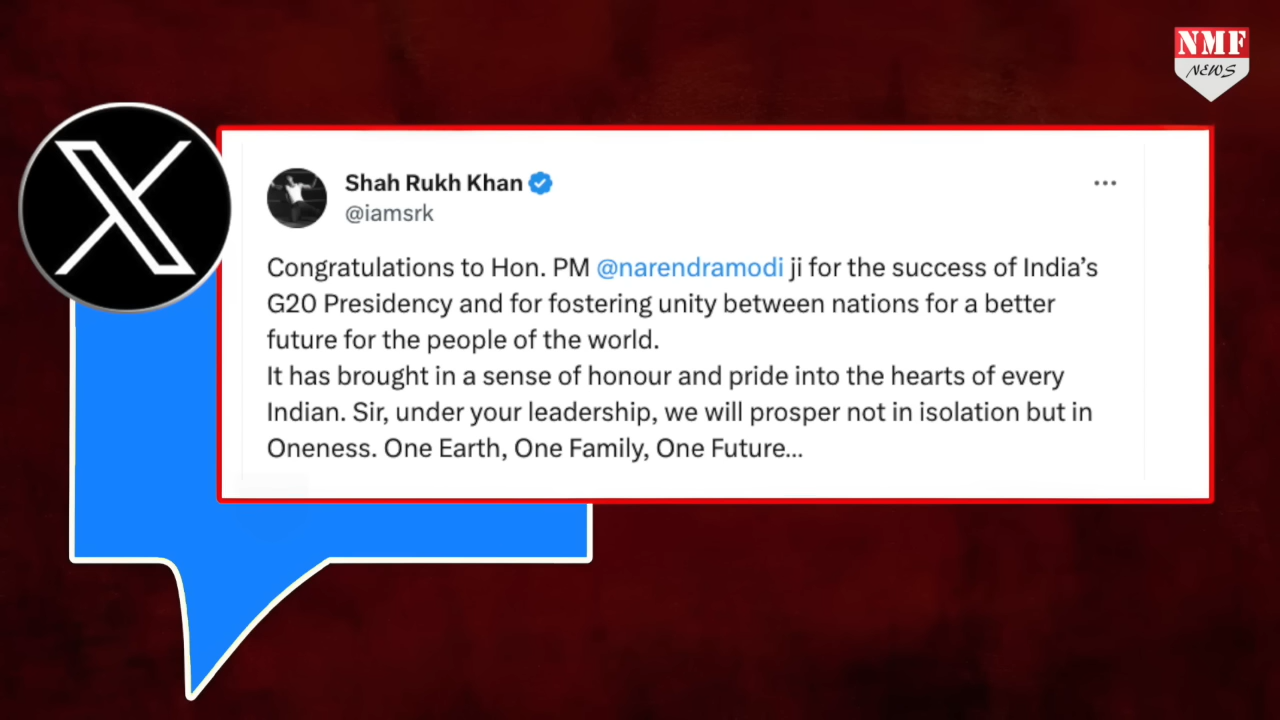 NMF
NEWS
X
Shah Rukh Khan
@iamsrk
Congratulations to Hon. PM @narendramodi ji for the success of India’s
G20 Presidency and for fostering unity between nations for a better
future for the people of the world.
It has brought in a sense of honour and pride into the hearts of every
Indian. Sir, under your leadership, we will prosper not in isolation but in
Oneness. One Earth, One Family, One Future...